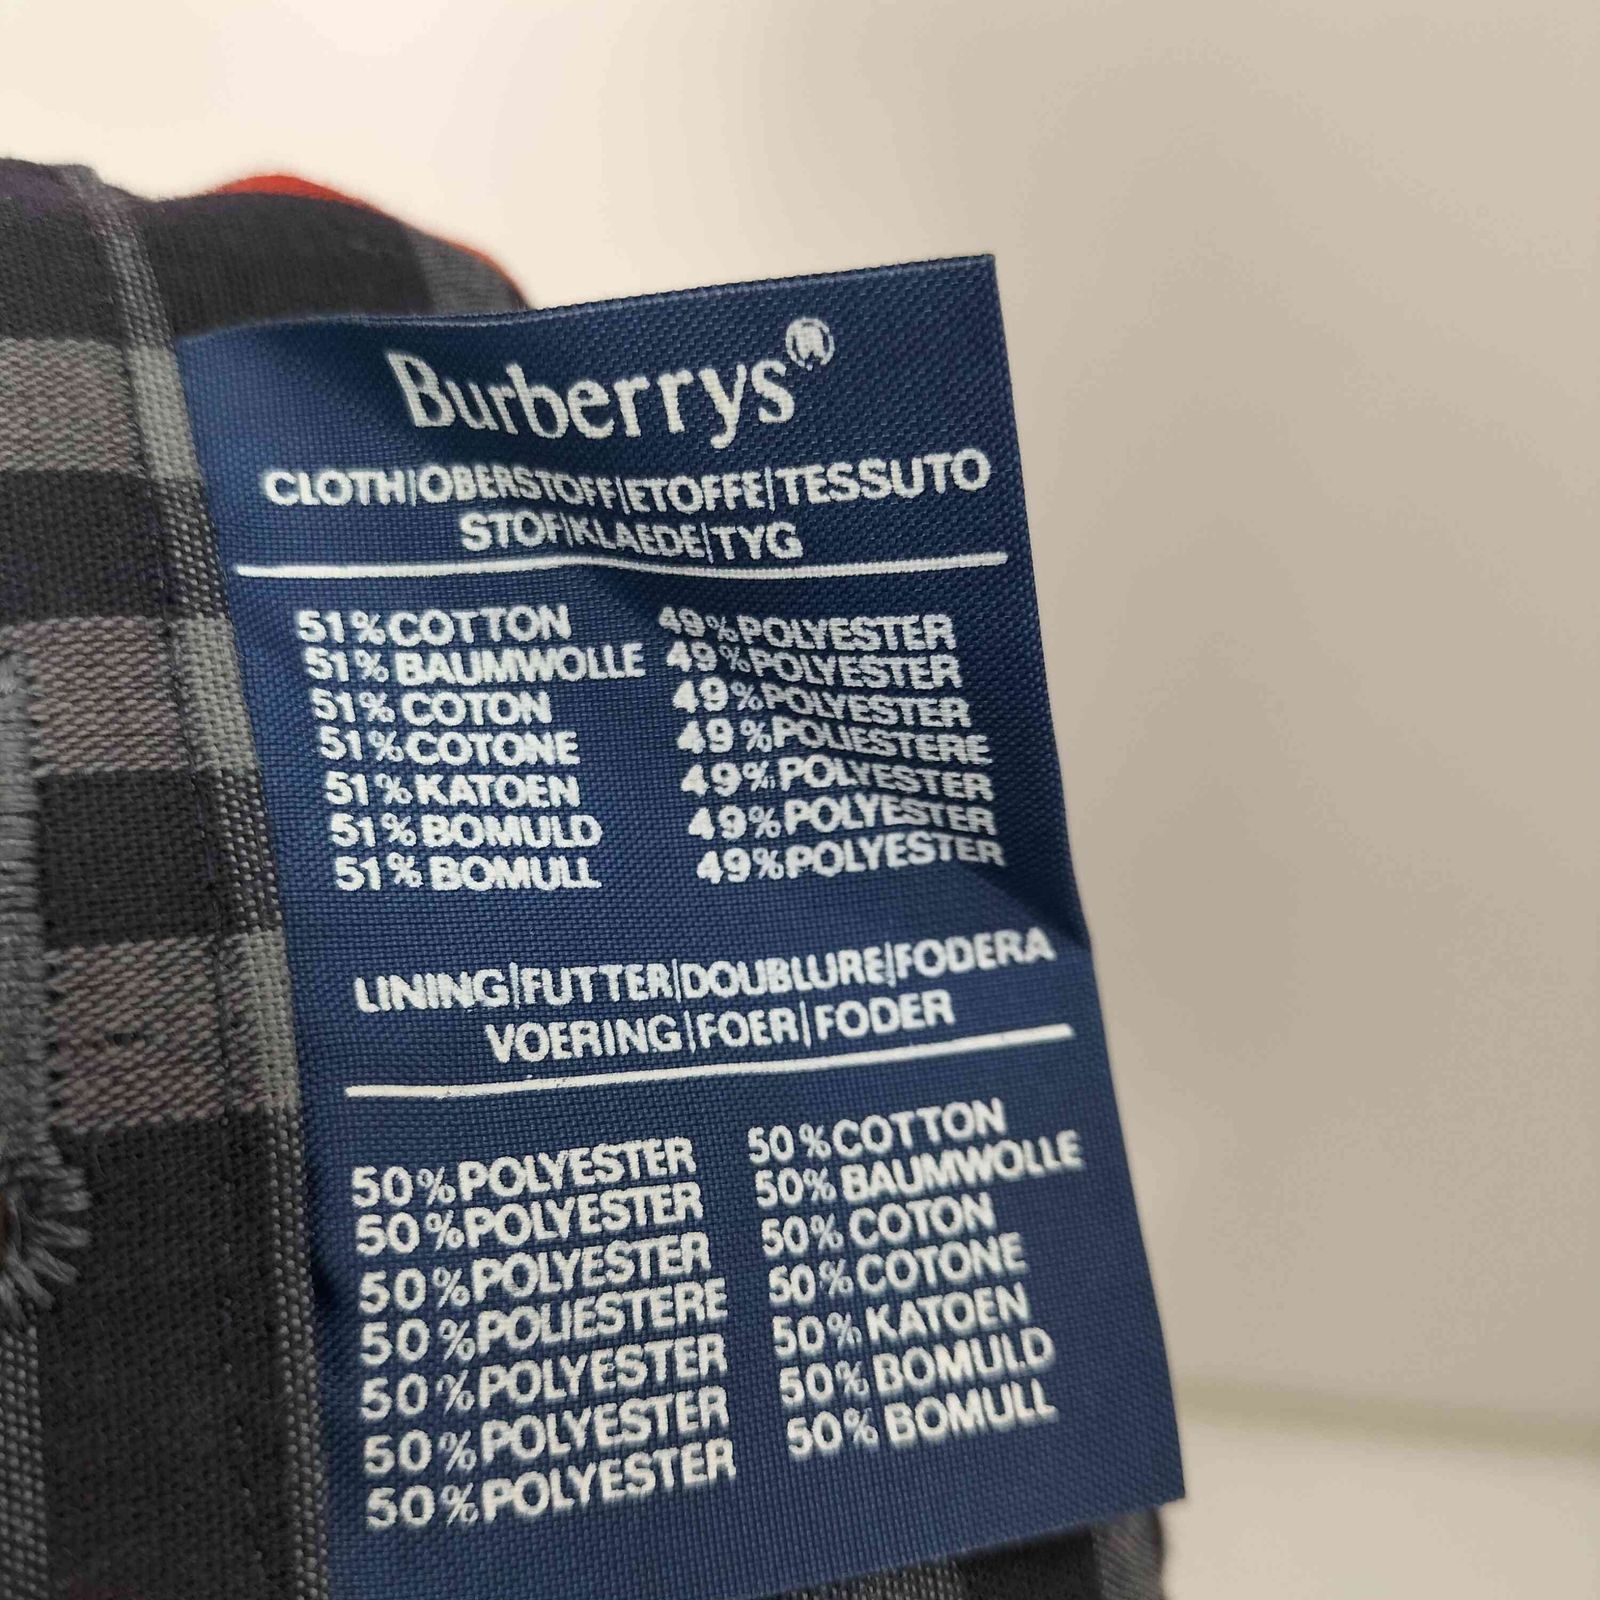 Burberrys®
CLOTH|OBERSTOFF|ETOFFE|TESSUTO
STOF|KLAEDE|TYG
51% COTTON 49% POLYESTER
51% BAUMWOLLE 49% POLYESTER
51% COTON 49% POLYESTER
51% COTONE 49% POLIESTERE
51% KATOEN 49% POLYESTER
51% BOMULD 49% POLYESTER
51% BOMULL 49% POLYESTER
LINING|FUTTER|DOUBLURE|FODERA
VOERING|FOER|FODER
50% POLYESTER 50% COTTON
50% POLYESTER 50% BAUMWOLLE
50% POLYESTER 50% COTON
50% POLIESTERE 50% COTONE
50% POLYESTER 50% KATOEN
50% POLYESTER 50% BOMULD
50% POLYESTER 50% BOMULL